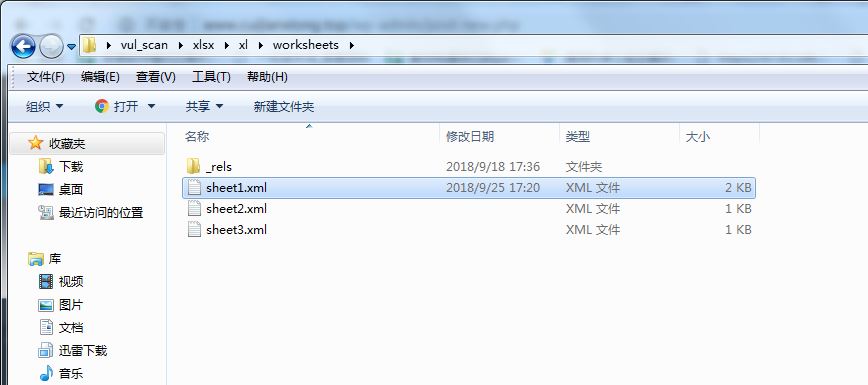 vul_scan xlsx xl worksheets
文件(F) 编辑(E) 查看(V) 工具(T) 帮助(H)
组织 打开 共享 新建文件夹
名称 修改日期 类型 大小
收藏夹
下载
桌面
最近访问的位置
库
视频
图片
文档
迅雷下载
音乐
_rels 2018/9/18 17:36 文件夹
sheet1.xml 2018/9/25 17:20 XML 文件 2 KB
sheet2.xml XML 文件 1 KB
sheet3.xml XML 文件 1 KB